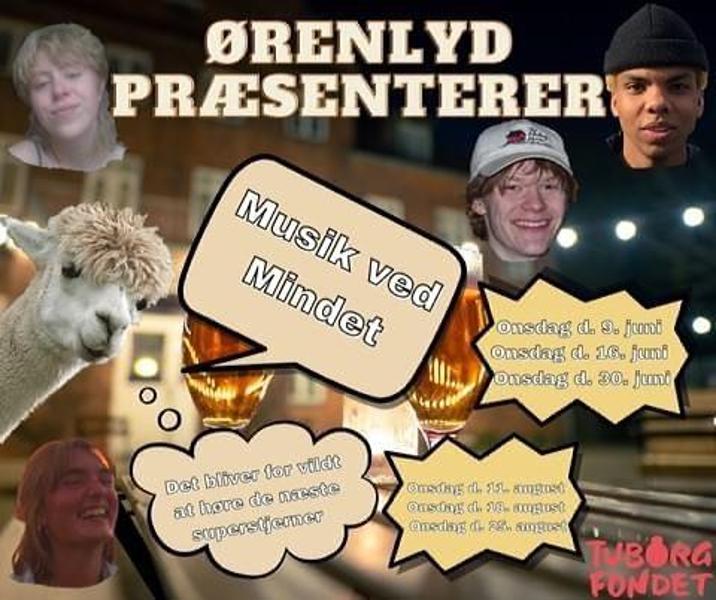 ØRENLYD
PRÆSENTERER
Musik ved
Mindet
Onsdag d. 9. juni
Onsdag d. 16. juni
Onsdag d. 30. juni
Det bliver for vildt
at høre de næste
superstjerner
Onsdag d. 11. august
Onsdag d. 18. august
Onsdag d. 25. august
TUBORG
FONDET